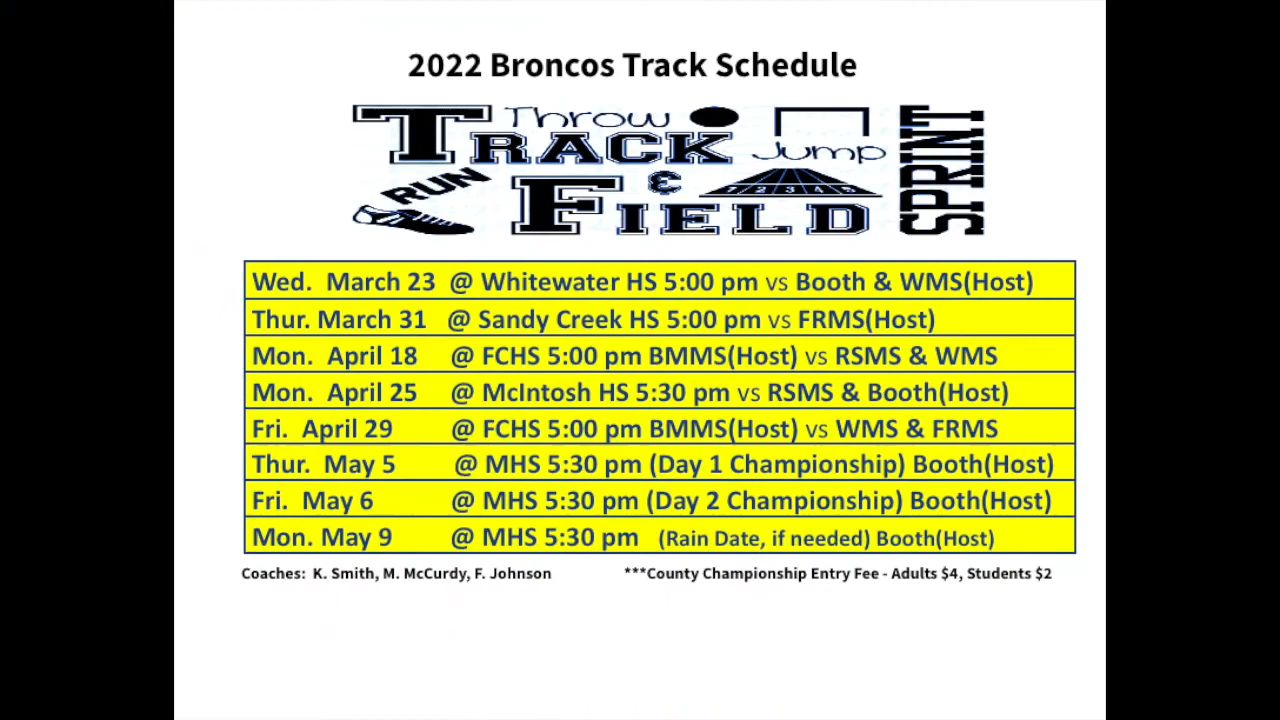 2022 Broncos Track Schedule
Throw
TRACK
Jump
RUN
&
FIELD
1 2 3 4 5
SPRINT
Wed. March 23 @ Whitewater HS 5:00 pm vs Booth & WMS(Host)
Thur. March 31 @ Sandy Creek HS 5:00 pm vs FRMS(Host)
Mon. April 18 @ FCHS 5:00 pm BMMS(Host) vs RSMS & WMS
Mon. April 25 @ McIntosh HS 5:30 pm vs RSMS & Booth(Host)
Fri. April 29 @ FCHS 5:00 pm BMMS(Host) vs WMS & FRMS
Thur. May 5 @ MHS 5:30 pm (Day 1 Championship) Booth(Host)
Fri. May 6 @ MHS 5:30 pm (Day 2 Championship) Booth(Host)
Mon. May 9 @ MHS 5:30 pm (Rain Date, if needed) Booth(Host)
Coaches: K. Smith, M. McCurdy, F. Johnson ***County Championship Entry Fee - Adults $4, Students $2